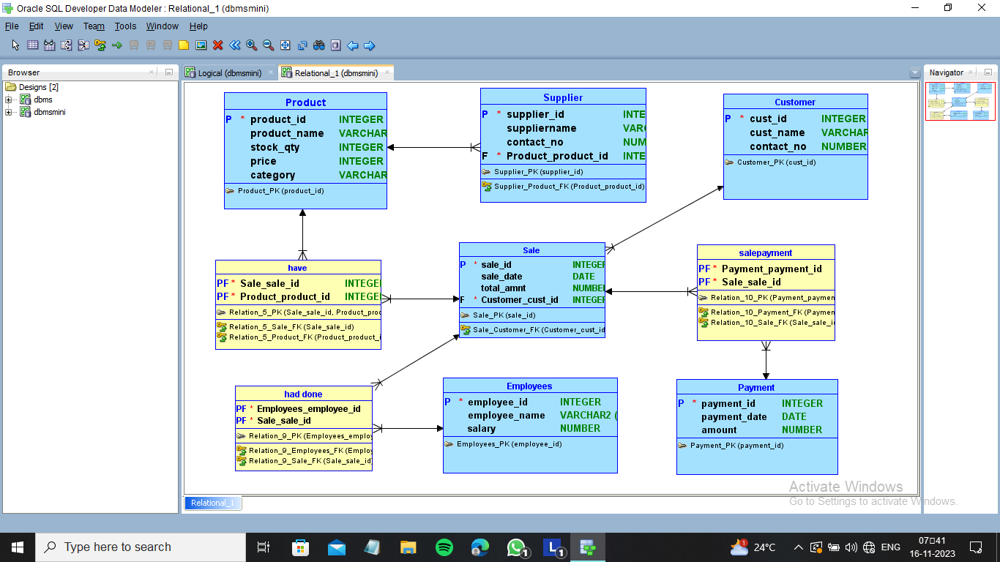 Oracle SQL Developer Data Modeler : Relational_1 (dbmsmini)
File Edit View Team Tools Window Help
Browser
Designs [2]
dbms
dbmsmini
Logical (dbmsmini)
Relational_1 (dbmsmini)
Navigator
Product
P * product_id INTEGER
product_name VARCHAR
stock_qty INTEGER
price INTEGER
category VARCHAR
Product_PK (product_id)
Supplier
P * supplier_id INTE
suppliername VARC
contact_no NUM
F * Product_product_id INTE
Supplier_PK (supplier_id)
Supplier_Product_FK (Product_product_id)
Customer
P * cust_id INTEGER
cust_name VARCHAR
contact_no NUMBER
Customer_PK (cust_id)
have
PF * Sale_sale_id INTEGE
PF * Product_product_id INTEGE
Relation_5_PK (Sale_sale_id, Product_prod
Relation_5_Sale_FK (Sale_sale_id)
Relation_5_Product_FK (Product_product_i
Sale
P * sale_id INTEGER
sale_date DATE
total_amnt NUMBE
F * Customer_cust_id INTEGER
Sale_PK (sale_id)
Sale_Customer_FK (Customer_cust_id
salepayment
PF * Payment_payment_id
PF * Sale_sale_id
Relation_10_PK (Payment_paymen
Relation_10_Payment_FK (Paymen
Relation_10_Sale_FK (Sale_sale_i
had done
PF * Employees_employee_id
PF * Sale_sale_id
Relation_9_PK (Employees_employ
Relation_9_Employees_FK (Employ
Relation_9_Sale_FK (Sale_sale_id
Employees
P * employee_id INTEGER
employee_name VARCHAR2 (
salary NUMBER
Employees_PK (employee_id)
Payment
P * payment_id INTEGER
payment_date DATE
amount NUMBER
Payment_PK (payment_id)
Activate Windows
Go to Settings to activate Windows.
Relational_1
Type here to search
1
1
1
24°C
ENG
07□41
16-11-2023